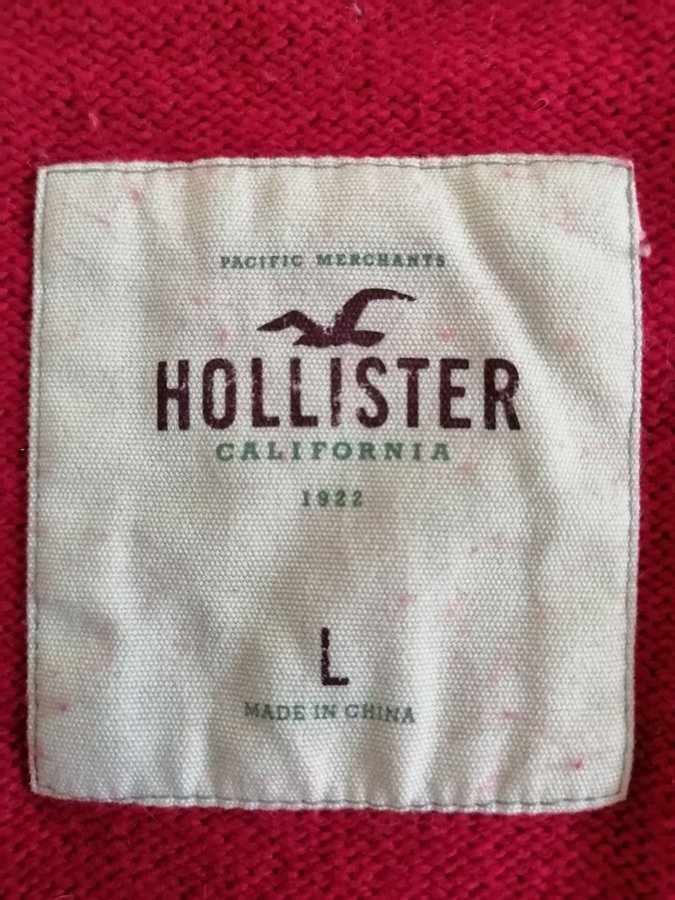 PACIFIC MERCHANTS
HOLLISTER
CALIFORNIA
1922
L
MADE IN CHINA